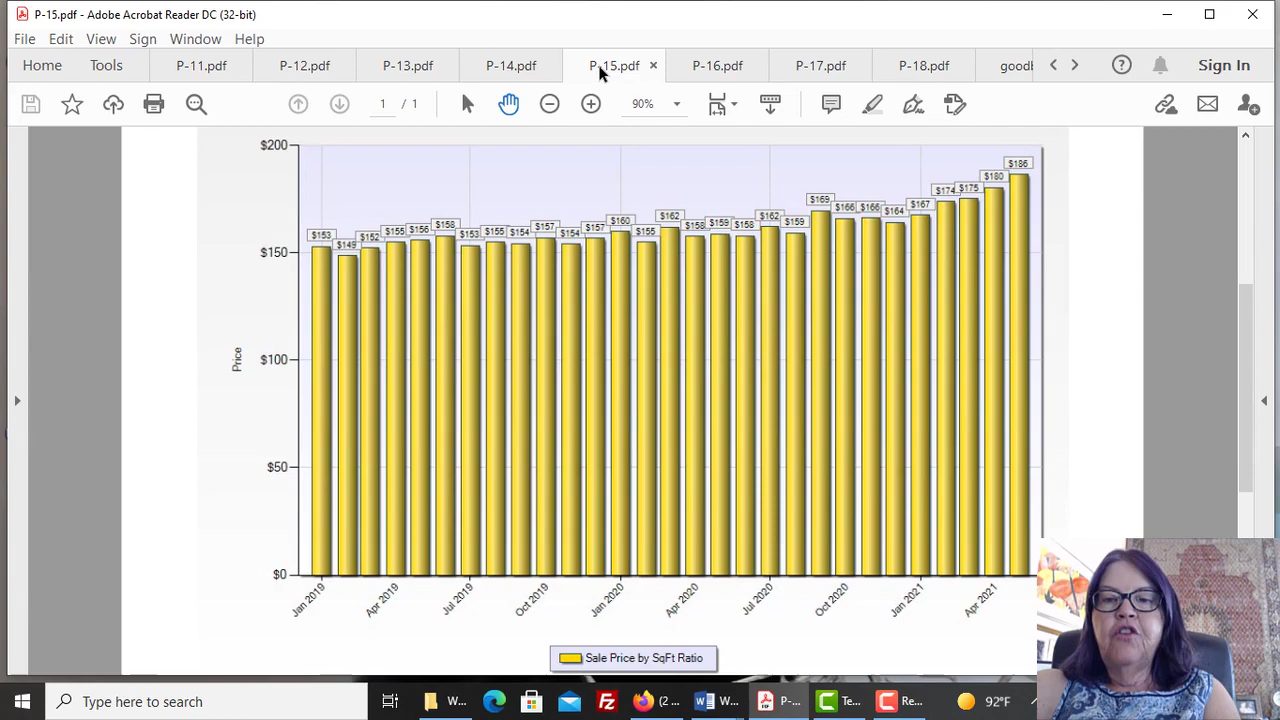 P-15.pdf - Adobe Acrobat Reader DC (32-bit)
File Edit View Sign Window Help
Home Tools P-11.pdf P-12.pdf P-13.pdf P-14.pdf P-15.pdf P-16.pdf P-17.pdf P-18.pdf goodb Sign In
1 / 1 90%
$200
$150
$100
$50
$0
Price
$153 $149 $152 $155 $156 $158 $153 $155 $154 $157 $154 $157 $160 $155 $162 $158 $159 $158 $162 $159 $169 $166 $166 $164 $167 $174 $175 $180 $186
Jan 2019 Apr 2019 Jul 2019 Oct 2019 Jan 2020 Apr 2020 Jul 2020 Oct 2020 Jan 2021 Apr 2021
Sale Price by SqFt Ratio
Type here to search W... (2 ... W... P-... Te... Re... 92°F